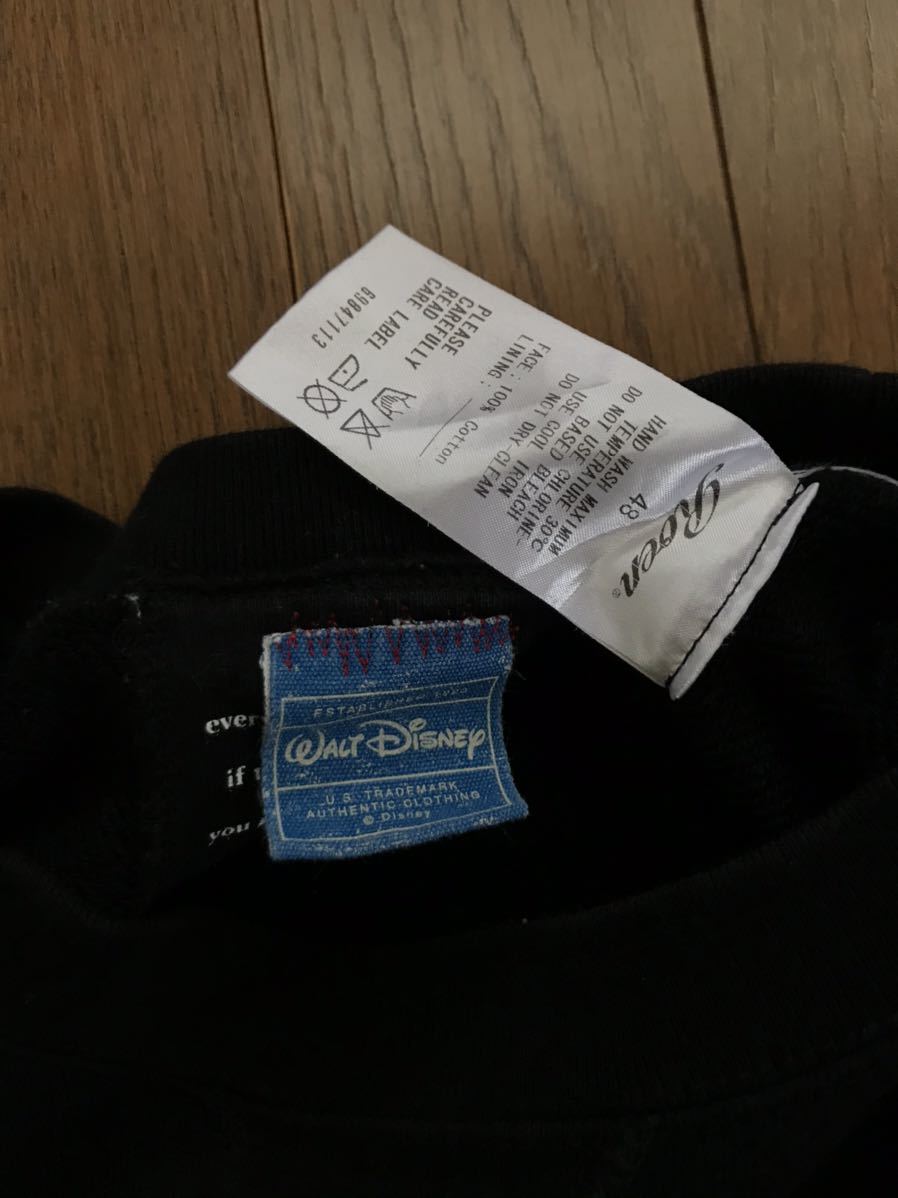 Roen
®
48
HAND WASH MAXIMUM
TEMPERATURE 30℃
DO NOT USE CHLORINE-
BASED BLEACH
USE COOL IRON
DO NOT DRY-CLEAN
FACE : 100% Cotton
LINING :
PLEASE
CAREFULLY
READ
CARE LABEL
69847113
ESTABLISHED 1923
WALT DISNEY
U.S. TRADEMARK
AUTHENTIC CLOTHING
© Disney
if
you